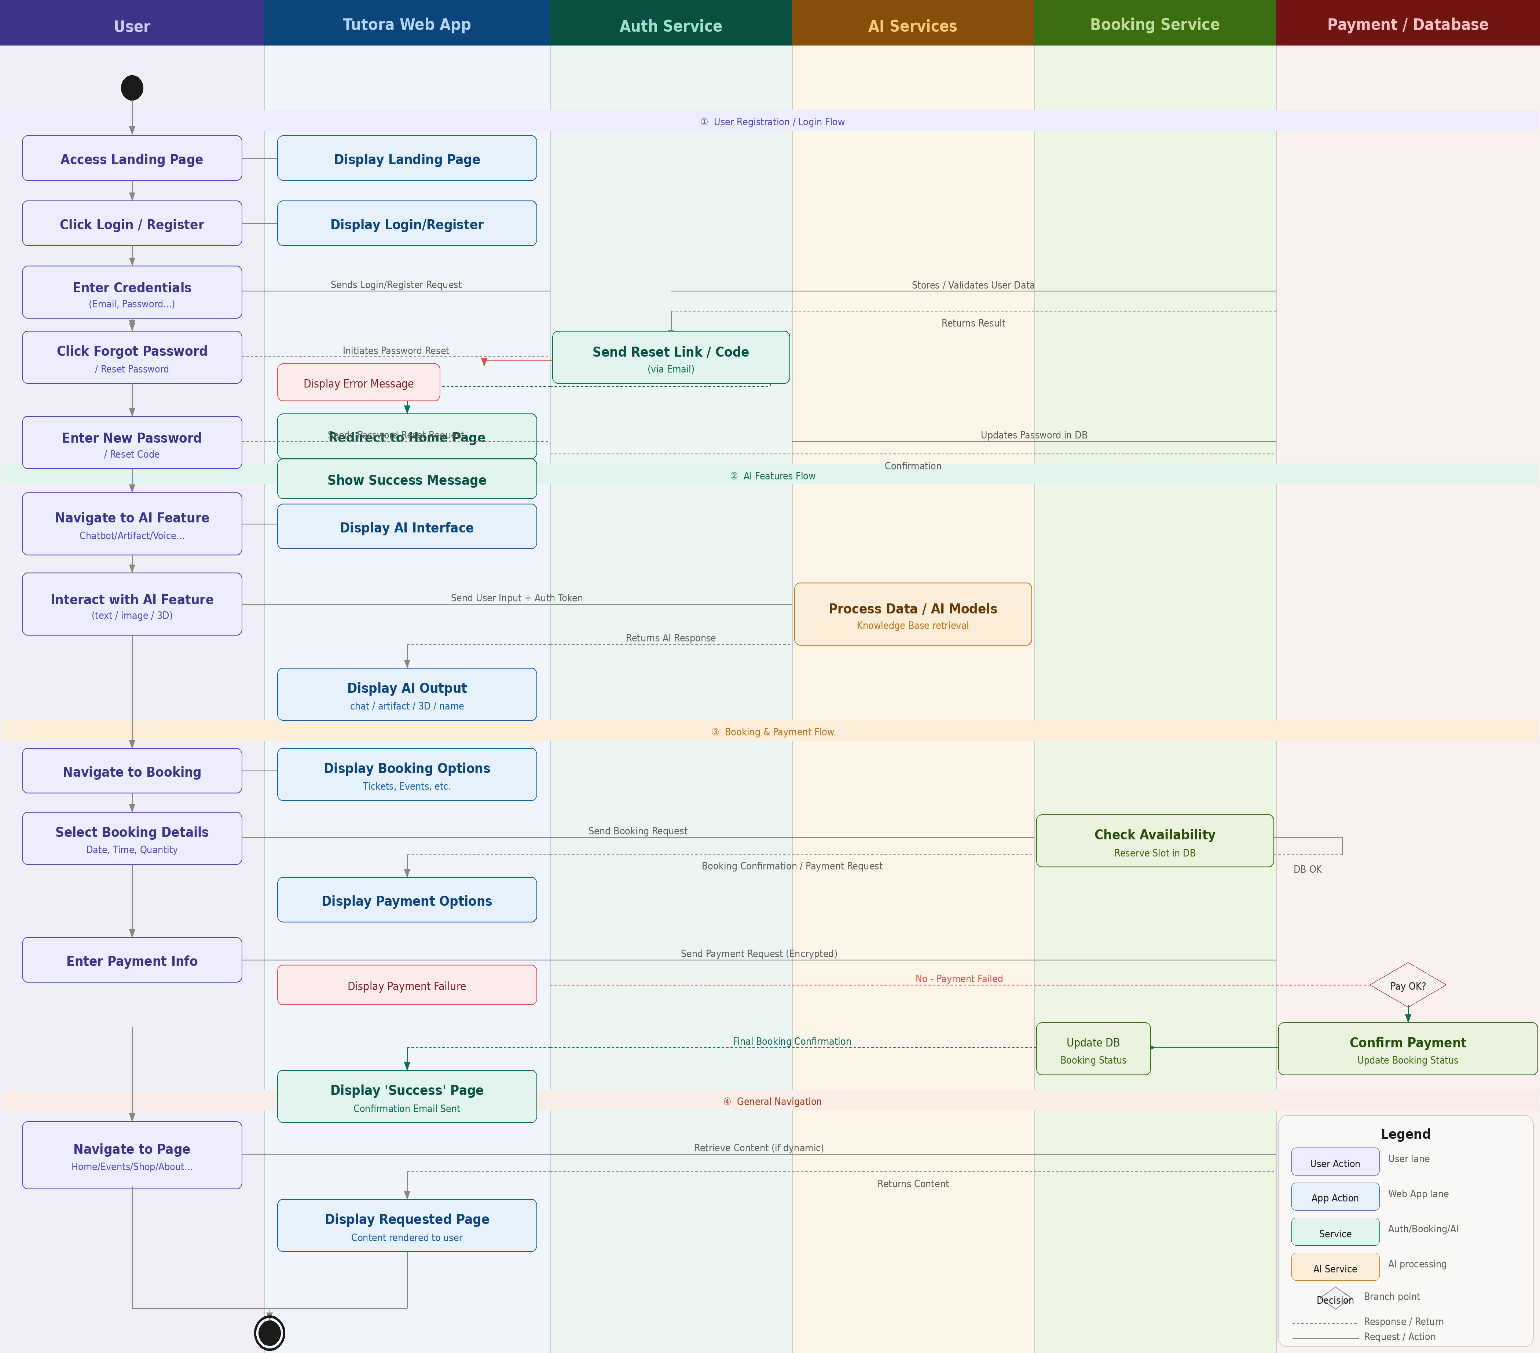 User
Tutora Web App
Auth Service
AI Services
Booking Service
Payment / Database
① User Registration / Login Flow
Access Landing Page
Display Landing Page
Click Login / Register
Display Login/Register
Enter Credentials
(Email, Password...)
Sends Login/Register Request
Stores / Validates User Data
Returns Result
Click Forgot Password
/ Reset Password
Initiates Password Reset
Send Reset Link / Code
(via Email)
Display Error Message
Enter New Password
/ Reset Code
Sends Password Reset Request
Redirect to Home Page
Updates Password in DB
Confirmation
② AI Features Flow
Show Success Message
Navigate to AI Feature
Chatbot/Artifact/Voice...
Display AI Interface
Interact with AI Feature
(text / image / 3D)
Send User Input + Auth Token
Process Data / AI Models
Knowledge Base retrieval
Returns AI Response
Display AI Output
chat / artifact / 3D / name
③ Booking & Payment Flow
Navigate to Booking
Display Booking Options
Tickets, Events, etc.
Select Booking Details
Date, Time, Quantity
Send Booking Request
Check Availability
Reserve Slot in DB
Booking Confirmation / Payment Request
DB OK
Display Payment Options
Enter Payment Info
Send Payment Request (Encrypted)
Display Payment Failure
No - Payment Failed
Pay OK?
Final Booking Confirmation
Update DB
Booking Status
Confirm Payment
Update Booking Status
Display 'Success' Page
Confirmation Email Sent
④ General Navigation
Navigate to Page
Home/Events/Shop/About...
Retrieve Content (if dynamic)
Returns Content
Display Requested Page
Content rendered to user
Legend
User Action
User lane
App Action
Web App lane
Service
Auth/Booking/AI
AI Service
AI processing
Decision
Branch point
Response / Return
Request / Action